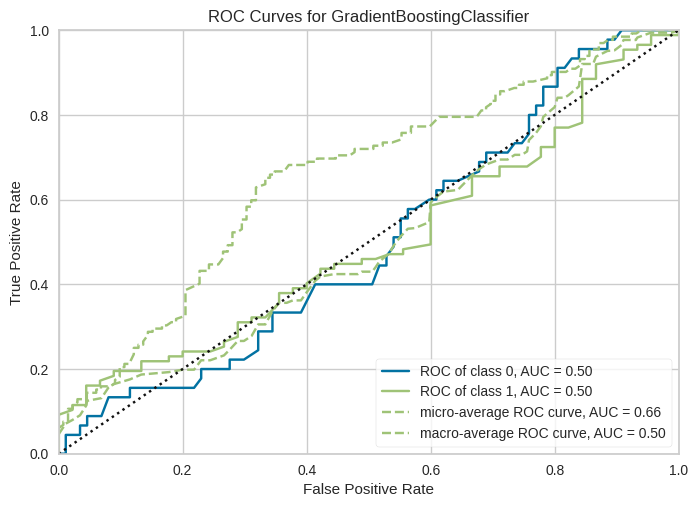 ROC Curves for GradientBoostingClassifier
1.0
0.8
0.6
0.4
0.2
0.0
True Positive Rate
ROC of class 0, AUC = 0.50
ROC of class 1, AUC = 0.50
micro-average ROC curve, AUC = 0.66
macro-average ROC curve, AUC = 0.50
0.0 0.2 0.4 0.6 0.8 1.0
False Positive Rate